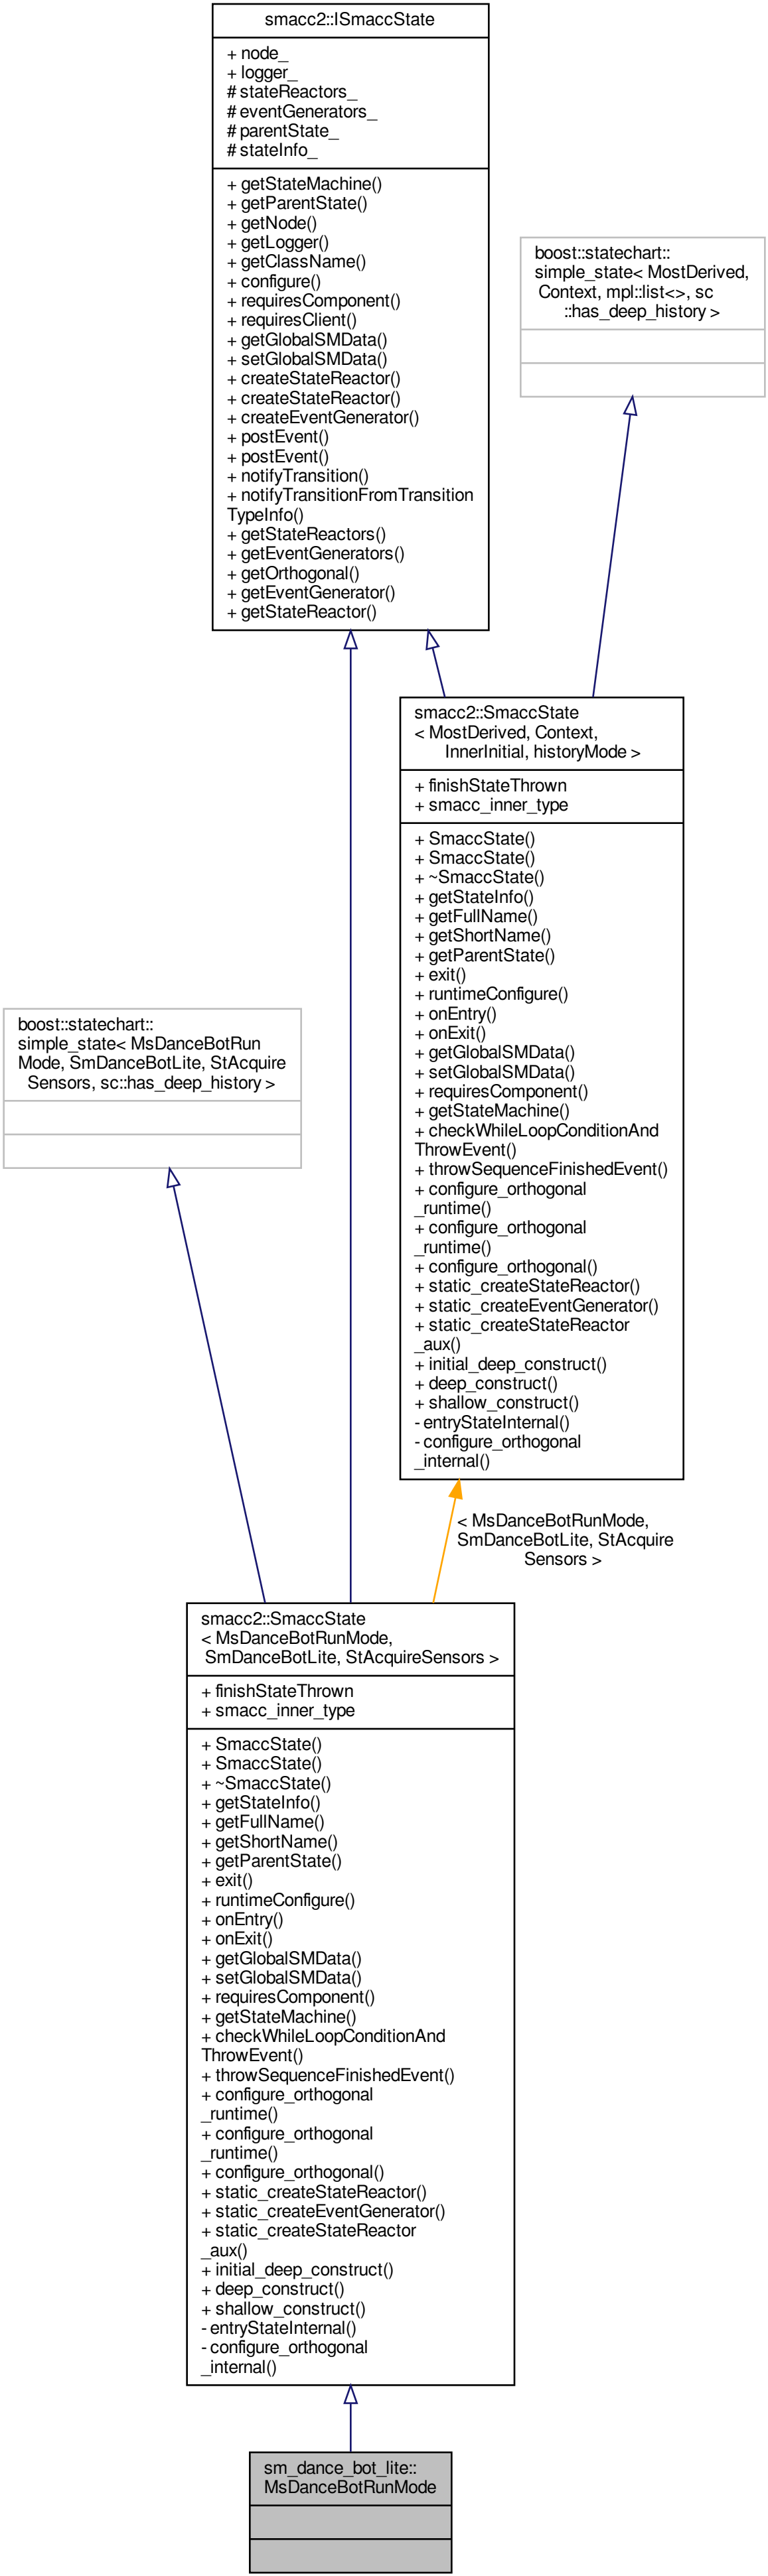 smacc2::ISmaccState
+ node_
+ logger_
# stateReactors_
# eventGenerators_
# parentState_
# stateInfo_
+ getStateMachine()
+ getParentState()
+ getNode()
+ getLogger()
+ getClassName()
+ configure()
+ requiresComponent()
+ requiresClient()
+ getGlobalSMData()
+ setGlobalSMData()
+ createStateReactor()
+ createStateReactor()
+ createEventGenerator()
+ postEvent()
+ postEvent()
+ notifyTransition()
+ notifyTransitionFromTransition
TypeInfo()
+ getStateReactors()
+ getEventGenerators()
+ getOrthogonal()
+ getEventGenerator()
+ getStateReactor()
boost::statechart::
simple_state< MostDerived,
Context, mpl::list<>, sc
::has_deep_history >
smacc2::SmaccState
< MostDerived, Context,
InnerInitial, historyMode >
+ finishStateThrown
+ smacc_inner_type
+ SmaccState()
+ SmaccState()
+ ~SmaccState()
+ getStateInfo()
+ getFullName()
+ getShortName()
+ getParentState()
+ exit()
+ runtimeConfigure()
+ onEntry()
+ onExit()
+ getGlobalSMData()
+ setGlobalSMData()
+ requiresComponent()
+ getStateMachine()
+ checkWhileLoopConditionAnd
ThrowEvent()
+ throwSequenceFinishedEvent()
+ configure_orthogonal
_runtime()
+ configure_orthogonal
_runtime()
+ configure_orthogonal()
+ static_createStateReactor()
+ static_createEventGenerator()
+ static_createStateReactor
_aux()
+ initial_deep_construct()
+ deep_construct()
+ shallow_construct()
- entryStateInternal()
- configure_orthogonal
_internal()
boost::statechart::
simple_state< MsDanceBotRun
Mode, SmDanceBotLite, StAcquire
Sensors, sc::has_deep_history >
< MsDanceBotRunMode,
SmDanceBotLite, StAcquire
Sensors >
smacc2::SmaccState
< MsDanceBotRunMode,
SmDanceBotLite, StAcquireSensors >
+ finishStateThrown
+ smacc_inner_type
+ SmaccState()
+ SmaccState()
+ ~SmaccState()
+ getStateInfo()
+ getFullName()
+ getShortName()
+ getParentState()
+ exit()
+ runtimeConfigure()
+ onEntry()
+ onExit()
+ getGlobalSMData()
+ setGlobalSMData()
+ requiresComponent()
+ getStateMachine()
+ checkWhileLoopConditionAnd
ThrowEvent()
+ throwSequenceFinishedEvent()
+ configure_orthogonal
_runtime()
+ configure_orthogonal
_runtime()
+ configure_orthogonal()
+ static_createStateReactor()
+ static_createEventGenerator()
+ static_createStateReactor
_aux()
+ initial_deep_construct()
+ deep_construct()
+ shallow_construct()
- entryStateInternal()
- configure_orthogonal
_internal()
sm_dance_bot_lite::
MsDanceBotRunMode